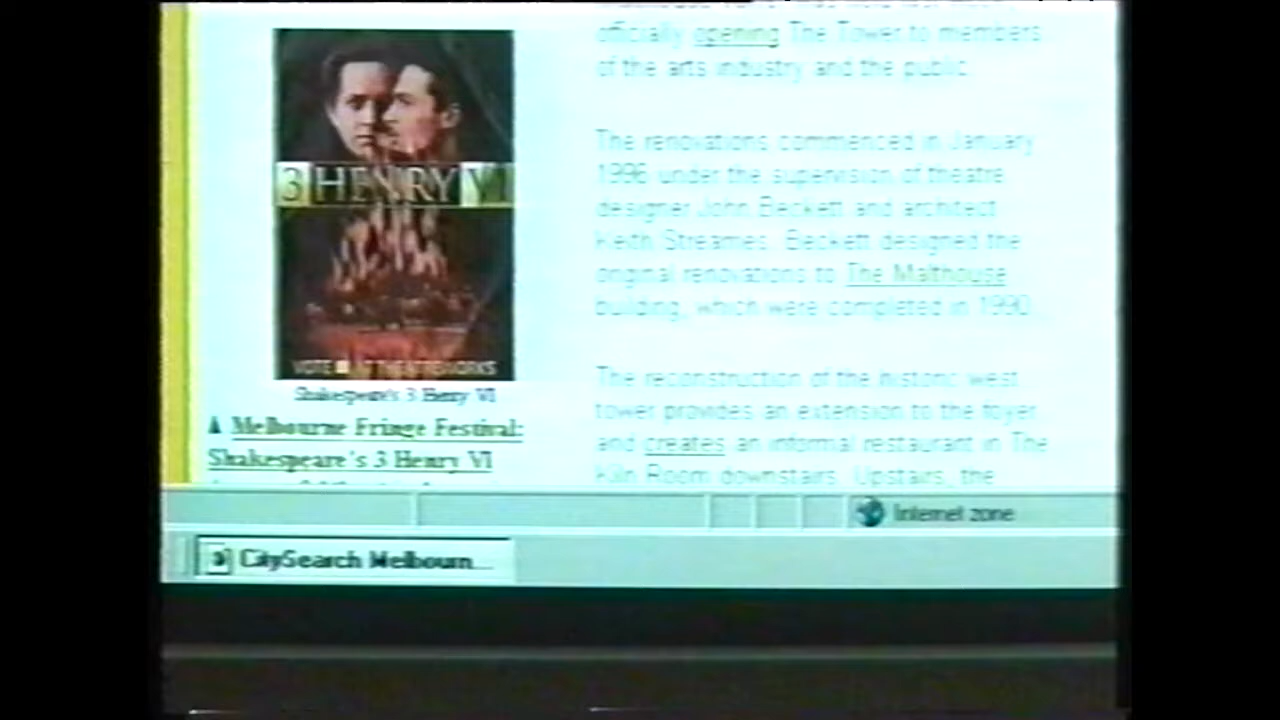 officially opening The Tower to members
of the arts industry and the public.
The renovations commenced in January
1996 under the supervision of theatre
designer John Beckett and architect
Keith Streames. Beckett designed the
original renovations to The Malthouse
building, which were completed in 1990.
The reconstruction of the historic west
tower provides an extension to the foyer
and creates an informal restaurant in The
Kiln Room downstairs. Upstairs, the
3 HENRY VI
VOTE AT THEATREWORKS
Shakespeare's 3 Henry VI
Melbourne Fringe Festival:
Shakespeare's 3 Henry VI
Internet zone
CitySearch Melbourn...